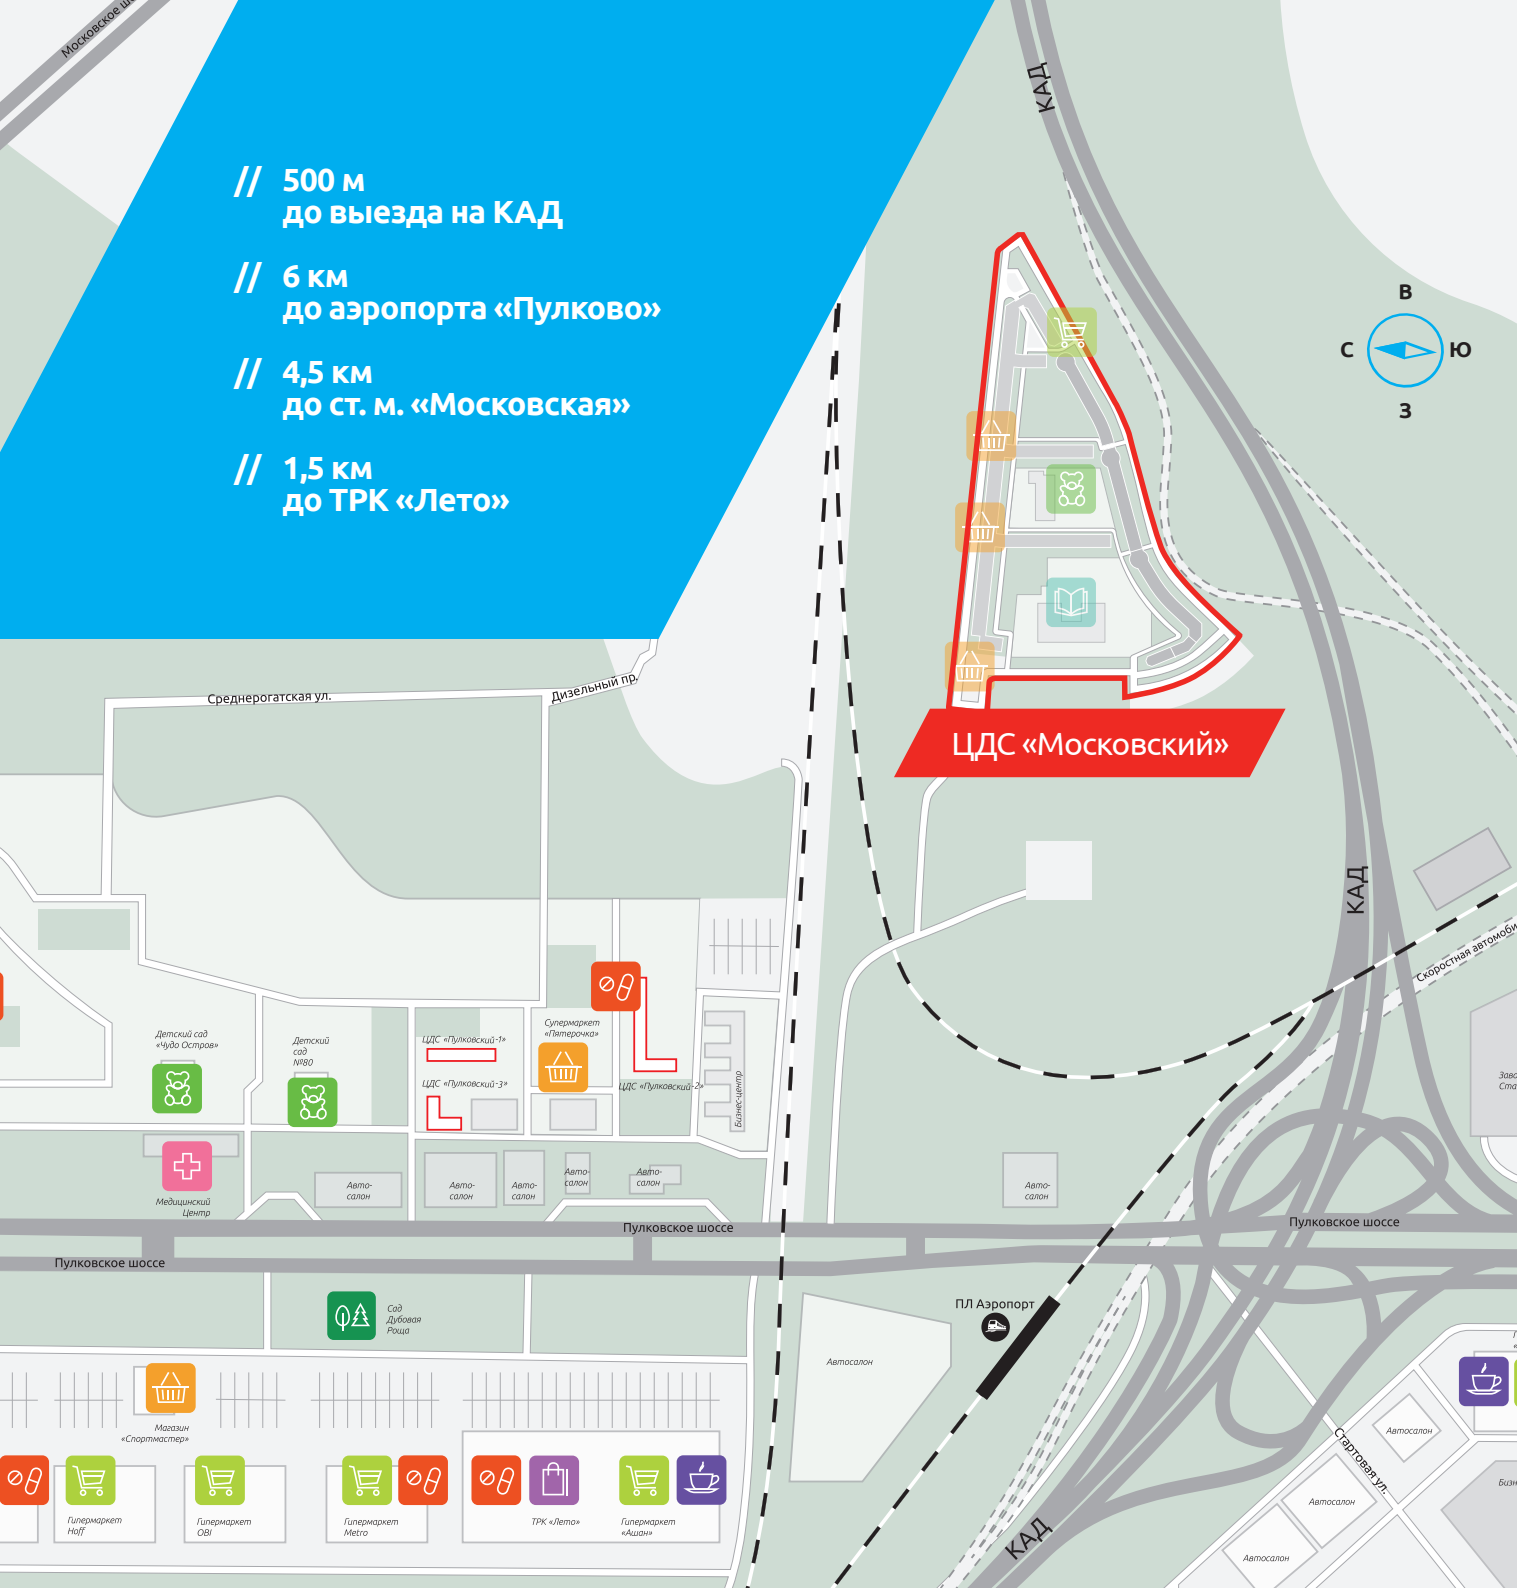 Московское
КАД
// 500 м
до выезда на КАД
// 6 км
до аэропорта «Пулково»
// 4,5 км
до ст. м. «Московская»
// 1,5 км
до ТРК «Лето»
В
С
Ю
З
Среднерогатская ул.
Дизельный пр.
ЦДС «Московский»
КАД
Скоростная
Детский сад
«Чудо Остров»
Детский
сад
№80
ЦДС «Пулковский-1»
ЦДС «Пулковский-3»
Супермаркет
«Пятерочка»
ЦДС «Пулковский-2»
Бизнес-центр
Медицинский
Центр
Авто-
салон
Авто-
салон
Авто-
салон
Авто-
салон
Авто-
салон
Авто-
салон
Пулковское шоссе
Пулковское шоссе
Пулковское шоссе
Сад
Дубовая
Роща
ПЛ Аэропорт
Автосалон
Магазин
«Спортмастер»
Гипермаркет
Hoff
Гипермаркет
OBI
Гипермаркет
Metro
ТРК «Лето»
Гипермаркет
«Ашан»
КАД
Стартовая ул.
Автосалон
Автосалон
Автосалон